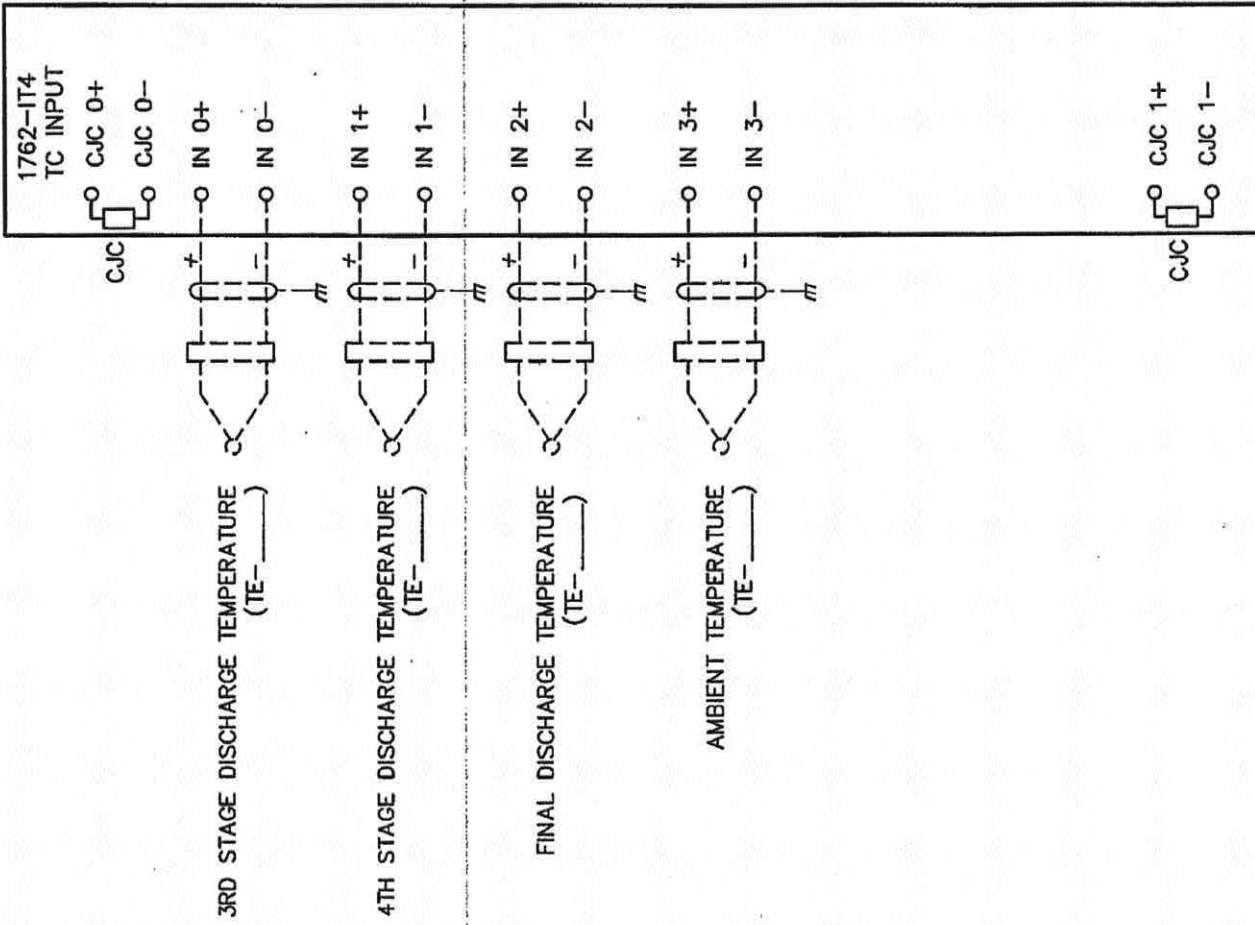 1762-IT4
TC INPUT
CJC 0+
CJC
CJC 0-
3RD STAGE DISCHARGE TEMPERATURE
(TE-____)
+
IN 0+
-
IN 0-
4TH STAGE DISCHARGE TEMPERATURE
(TE-____)
+
IN 1+
-
IN 1-
FINAL DISCHARGE TEMPERATURE
(TE-____)
+
IN 2+
-
IN 2-
AMBIENT TEMPERATURE
(TE-____)
+
IN 3+
-
IN 3-
CJC 1+
CJC
CJC 1-